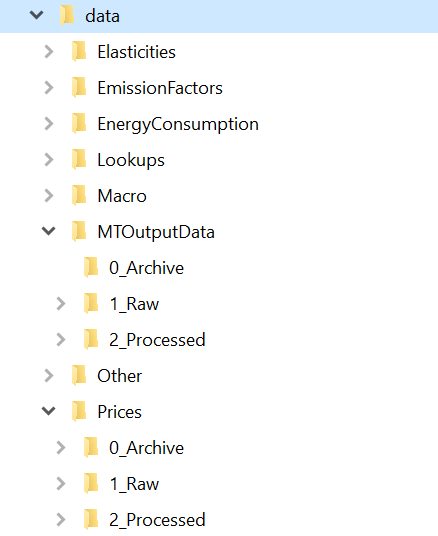 data
Elasticities
EmissionFactors
EnergyConsumption
Lookups
Macro
MTOutputData
0_Archive
1_Raw
2_Processed
Other
Prices
0_Archive
1_Raw
2_Processed